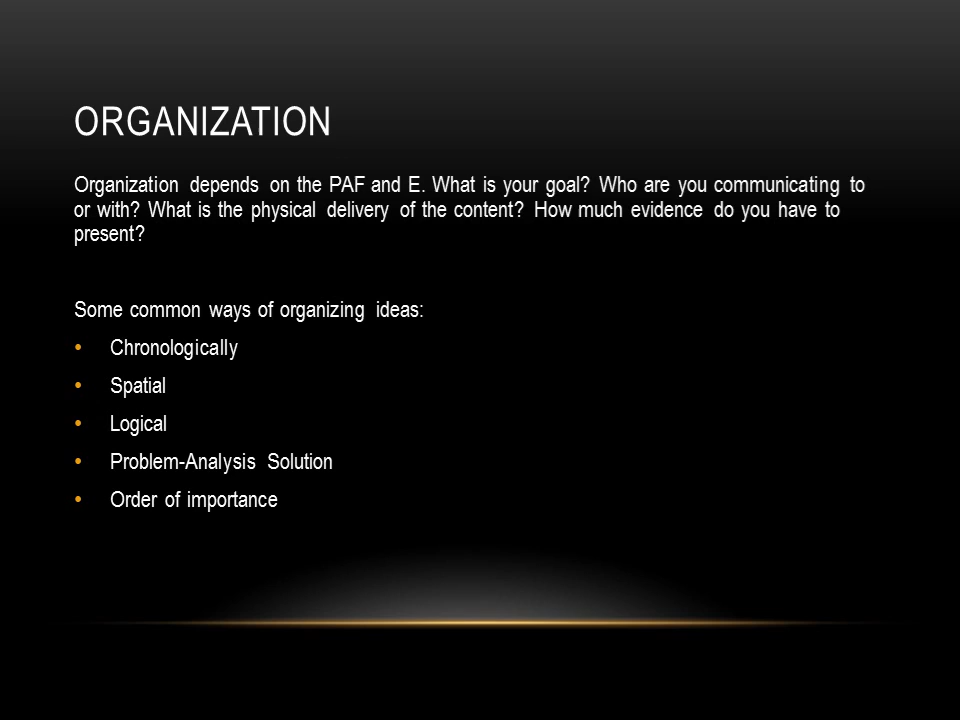 ORGANIZATION
Organization depends on the PAF and E. What is your goal? Who are you communicating to
or with? What is the physical delivery of the content? How much evidence do you have to
present?
Some common ways of organizing ideas:
• Chronologically
• Spatial
• Logical
• Problem-Analysis Solution
• Order of importance